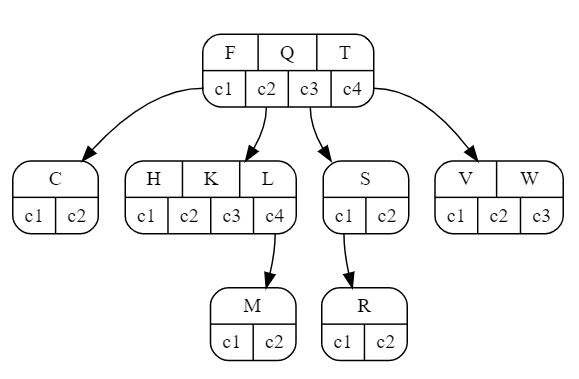 F Q T
c1 c2 c3 c4
C H K L S V W
c1 c2 c1 c2 c3 c4 c1 c2 c1 c2 c3
M R
c1 c2 c1 c2